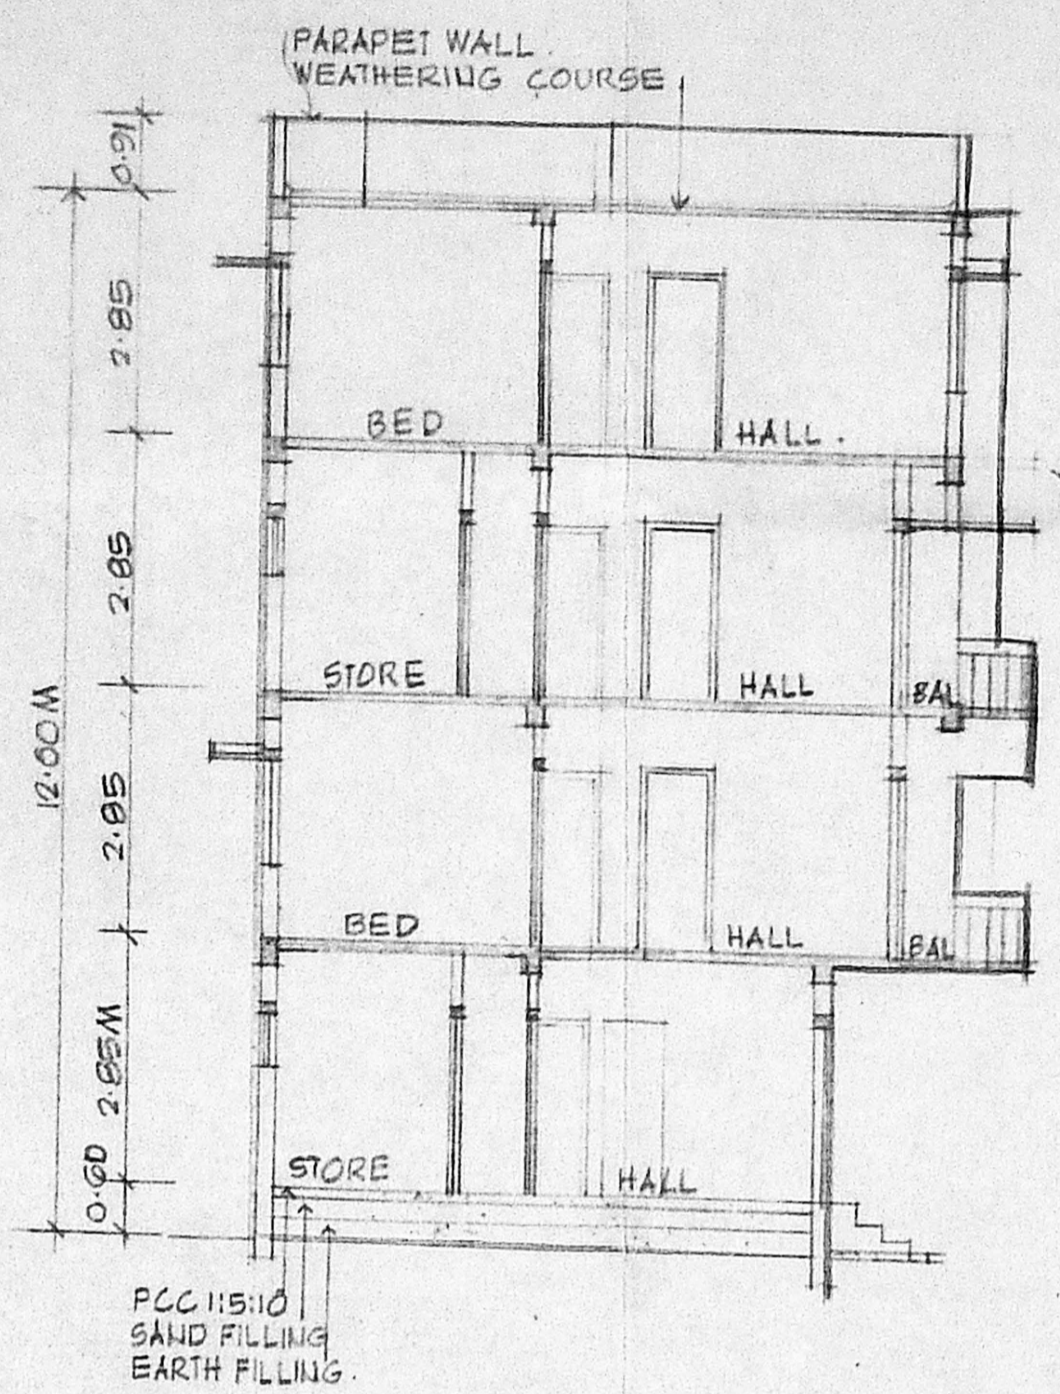 PARAPET WALL.
WEATHERING COURSE
0.91
2.85
BED
HALL.
2.85
STORE
HALL
BAL
12.00M
2.85
BED
HALL
BAL
2.85M
0.60
STORE
HALL
PCC 1:5:10
SAND FILLING
EARTH FILLING.